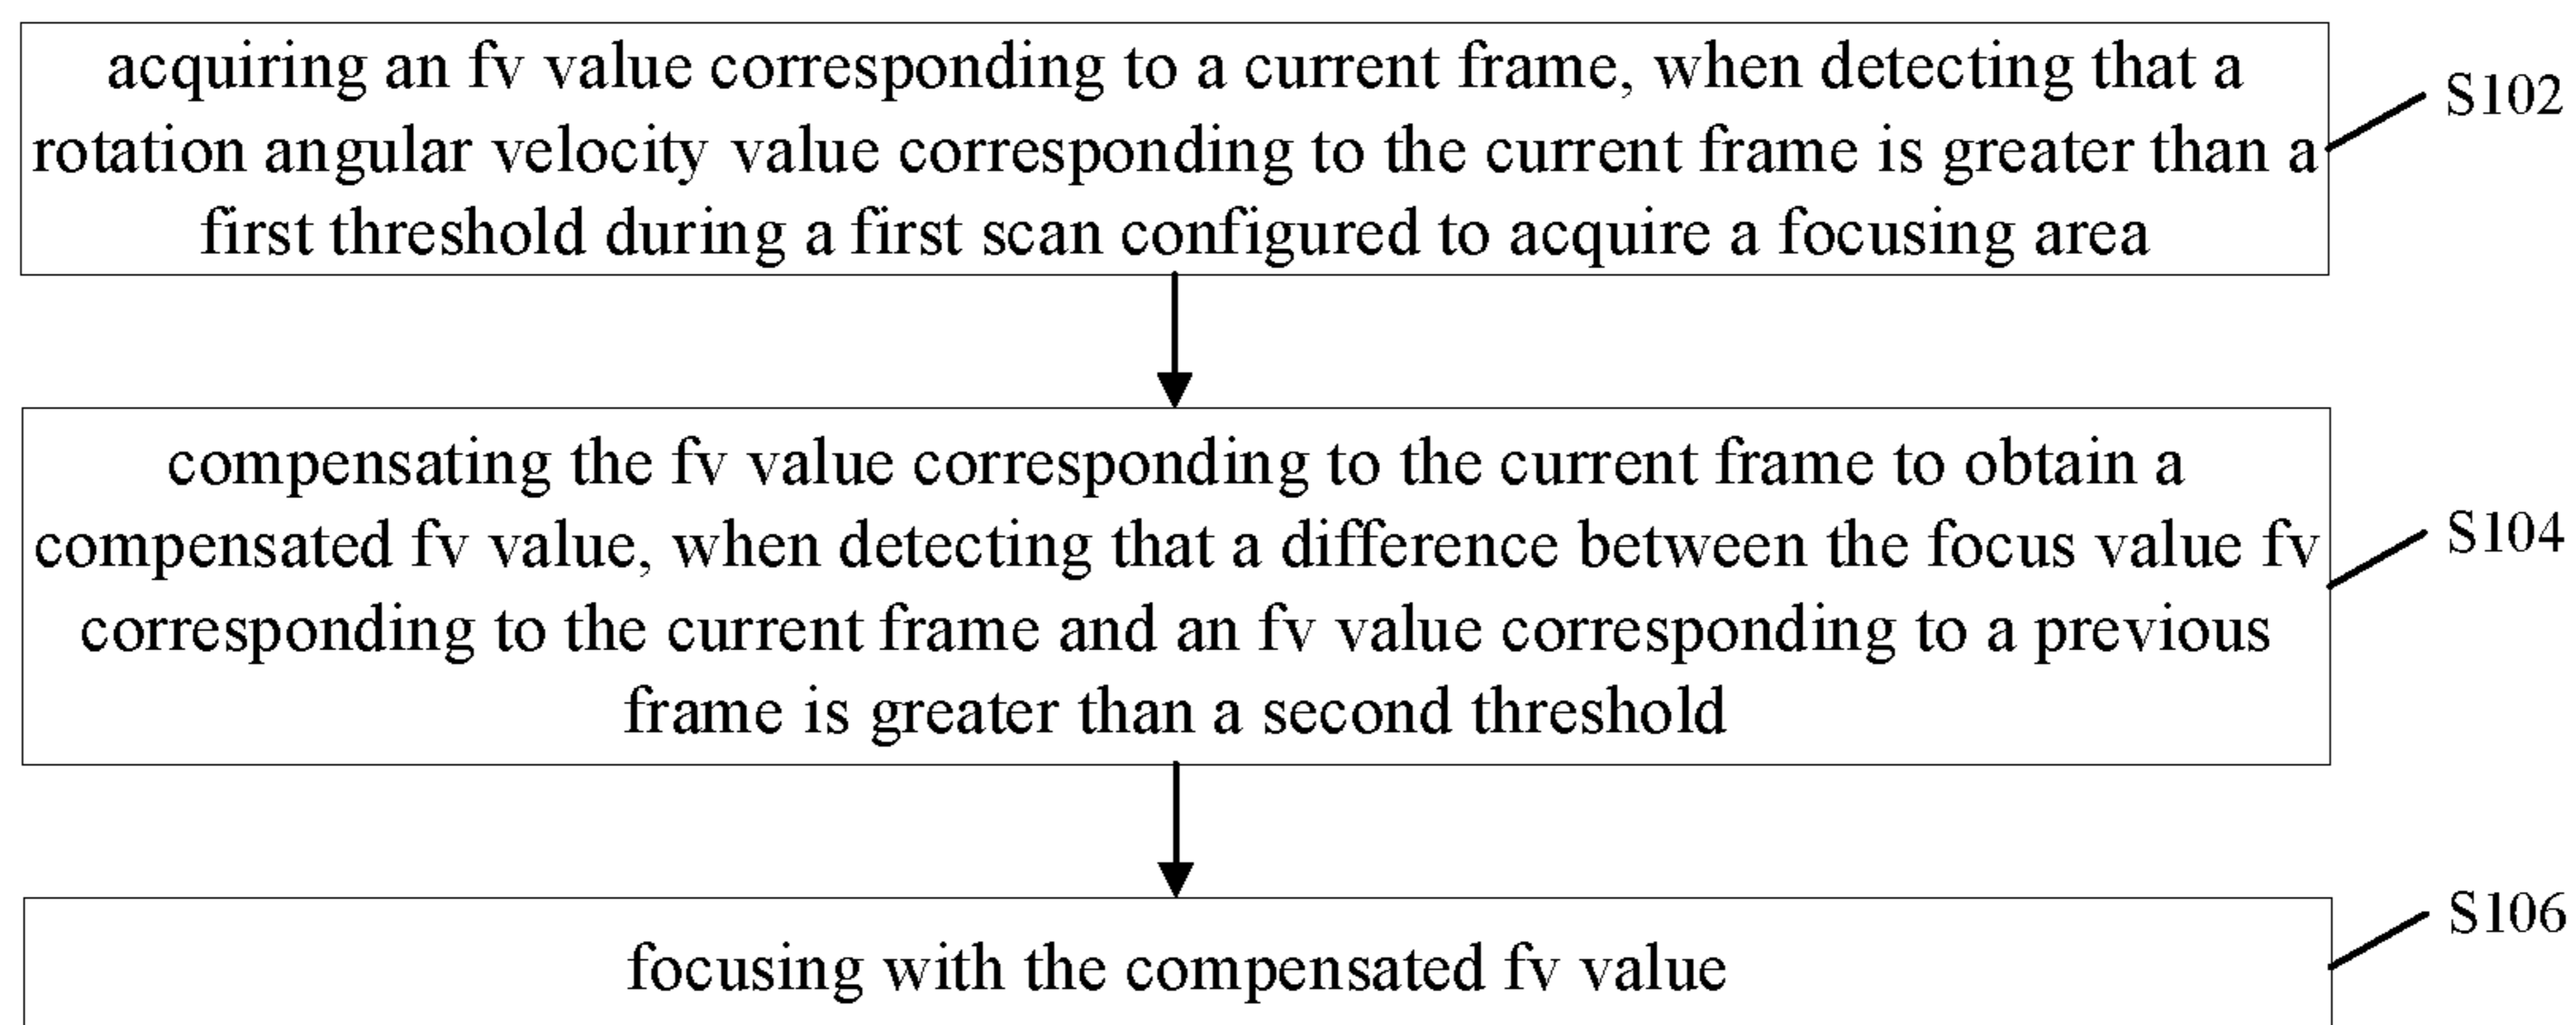 acquiring an fv value corresponding to a current frame, when detecting that a
rotation angular velocity value corresponding to the current frame is greater than a
first threshold during a first scan configured to acquire a focusing area
S102
compensating the fv value corresponding to the current frame to obtain a
compensated fv value, when detecting that a difference between the focus value fv
corresponding to the current frame and an fv value corresponding to a previous
frame is greater than a second threshold
S104
focusing with the compensated fv value
S106